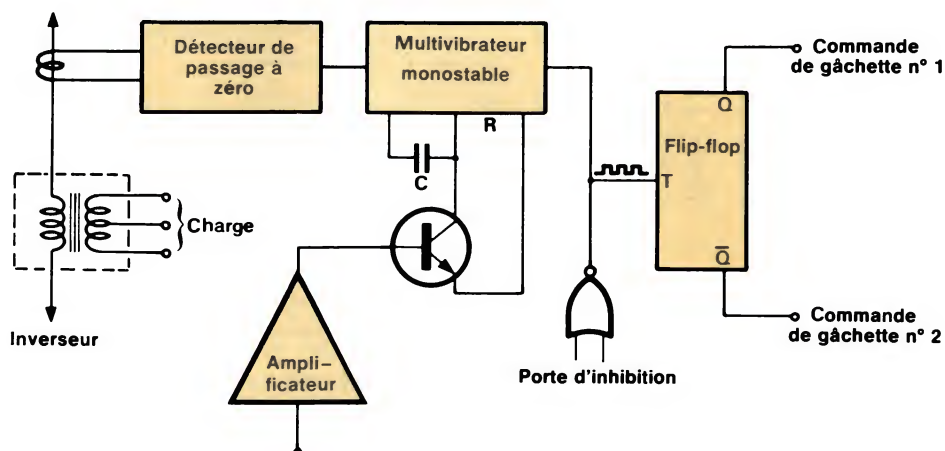 Détecteur de
passage à
zéro
Multivibrateur
monostable
R
C
Commande
de gâchette n° 1
Q
Flip-flop
T
Q̅
Charge
Inverseur
Ampli-
ficateur
Porte d'inhibition
Commande
de gâchette n° 2